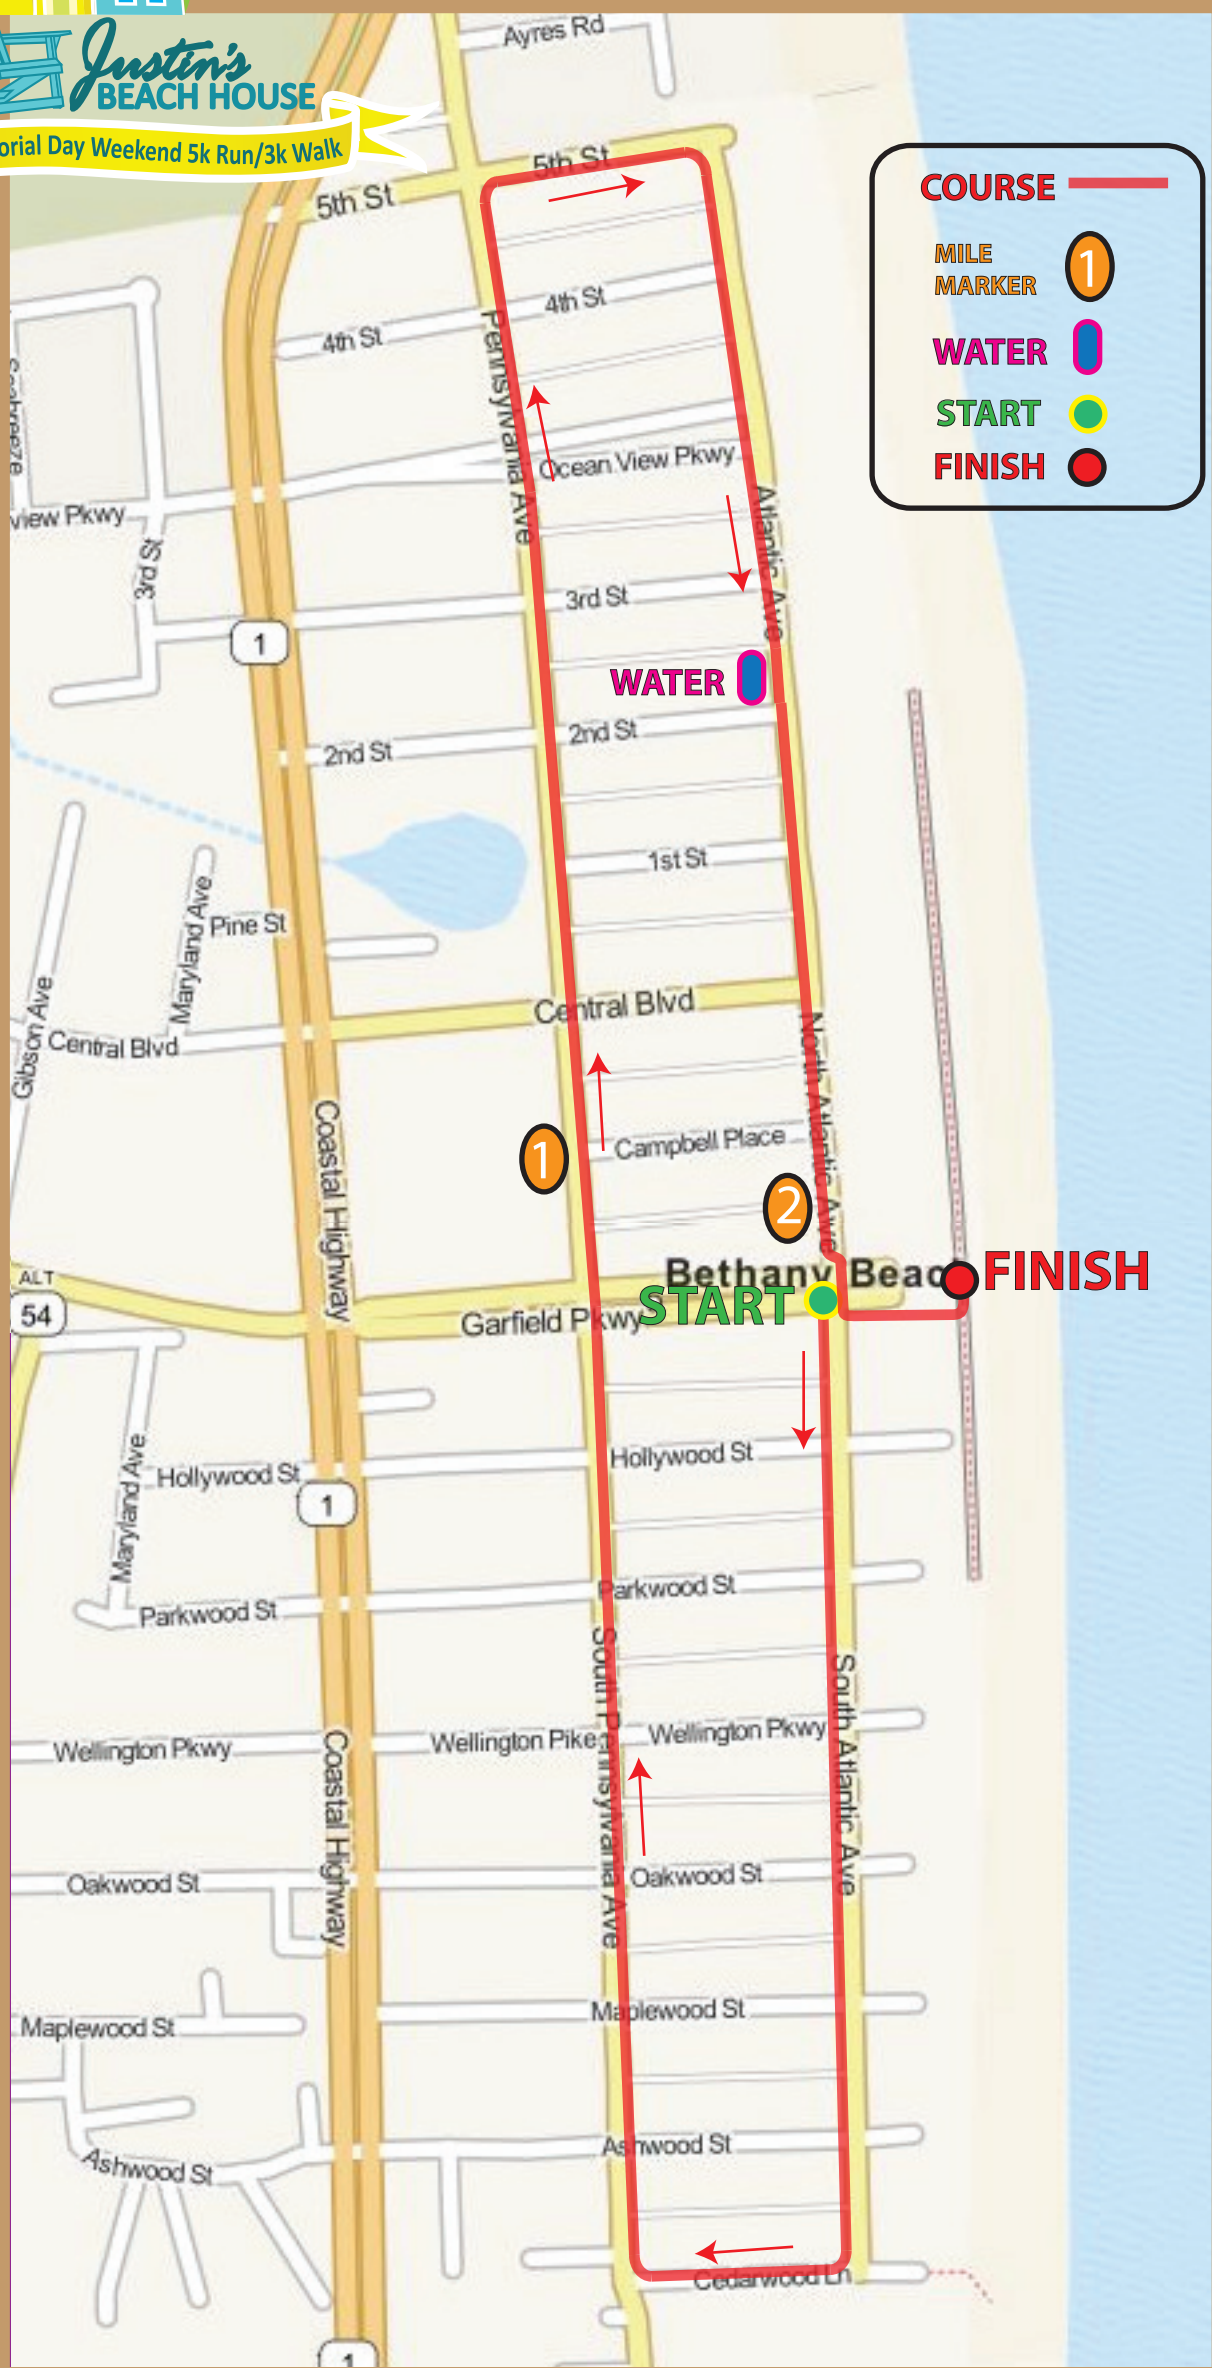 Justin's
BEACH HOUSE
orial Day Weekend 5k Run/3k Walk
Ayres Rd
5th St
5th St
COURSE
MILE
MARKER
1
WATER
START
FINISH
4th St
4th St
Pennsylvania Ave
Ocean View Pkwy
view Pkwy
3rd St
Atlantic Ave
3rd St
1
WATER
2nd St
2nd St
1st St
Maryland Ave
Pine St
Gibson Ave
Central Blvd
Central Blvd
North Atlantic Ave
Coastal Highway
Campbell Place
1
2
Bethany Beac
FINISH
ALT
54
START
Garfield Pkwy
Maryland Ave
Hollywood St
Hollywood St
1
Parkwood St
Parkwood St
South Pennsylvania Ave
South Atlantic Ave
Wellington Pkwy
Wellington Pike
Wellington Pkwy
Coastal Highway
Oakwood St
Oakwood St
Maplewood St
Maplewood St
Ashwood St
Ashwood St
Cedarwood Ln
1